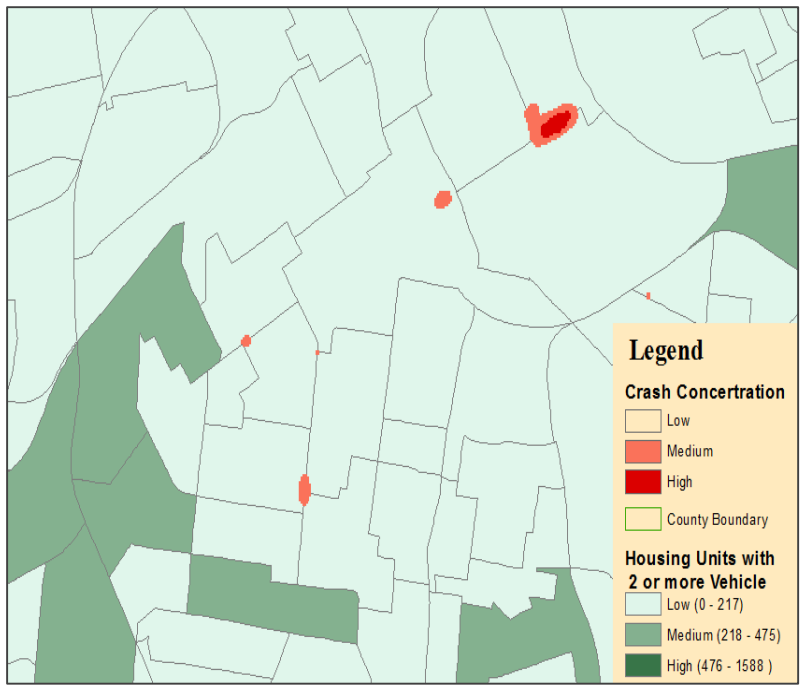 Legend
Crash Concertration
Low
Medium
High
County Boundary
Housing Units with
2 or more Vehicle
Low (0 - 217)
Medium (218 - 475)
High (476 - 1588 )